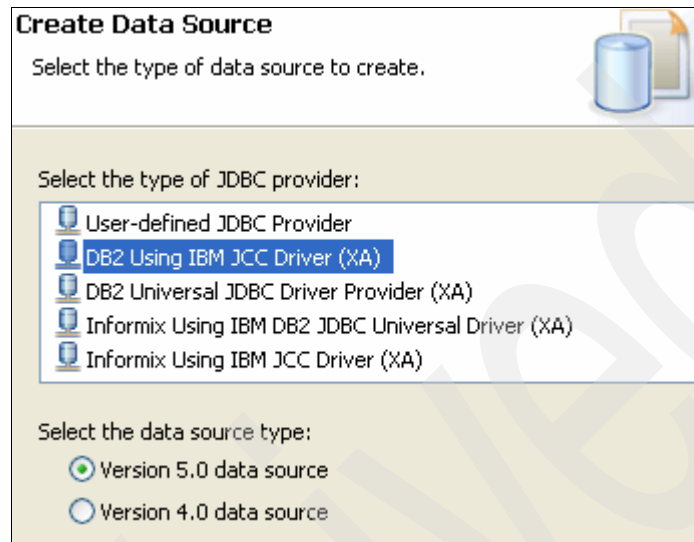 Create Data Source
Select the type of data source to create.
Select the type of JDBC provider:
User-defined JDBC Provider
DB2 Using IBM JCC Driver (XA)
DB2 Universal JDBC Driver Provider (XA)
Informix Using IBM DB2 JDBC Universal Driver (XA)
Informix Using IBM JCC Driver (XA)
Select the data source type:
Version 5.0 data source
Version 4.0 data source